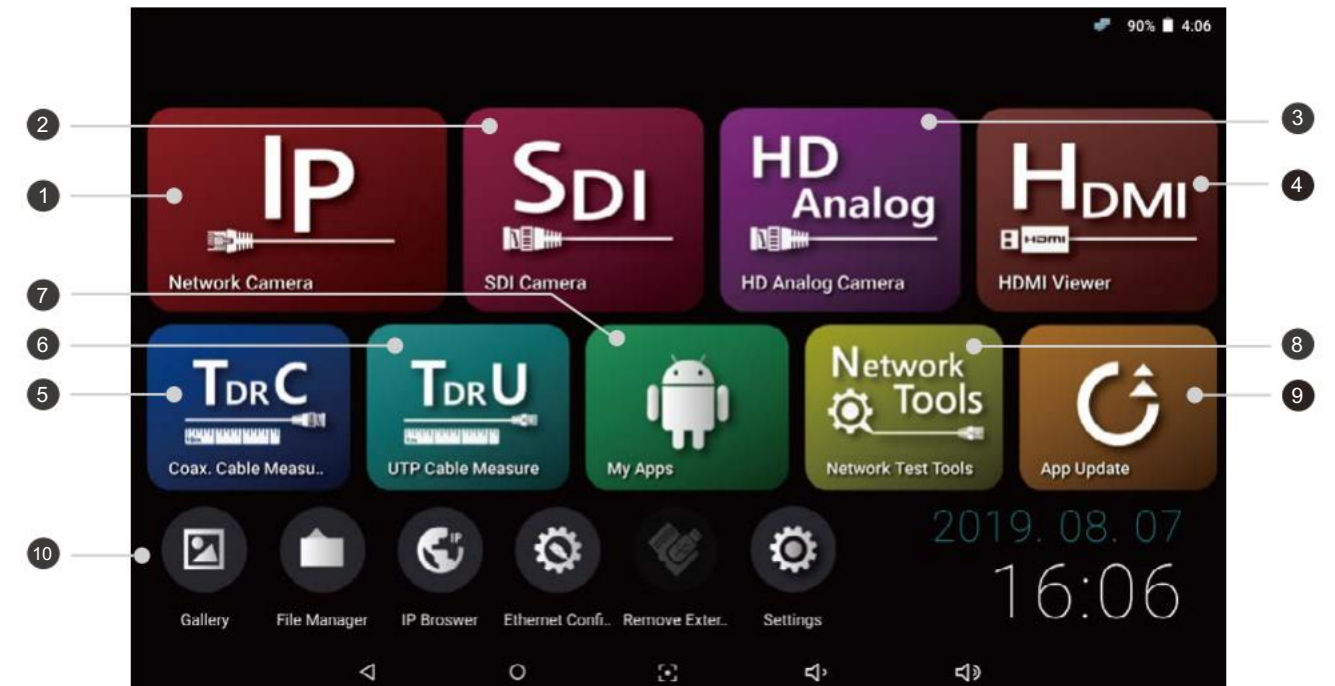 90% 4:06
2
3
IP
SDI
HD
Analog
HDMI
1
4
HDMI
Network Camera
SDI Camera
HD Analog Camera
HDMI Viewer
7
6
8
5
9
TDR C
TDR U
Network
Tools
Coax. Cable Measu..
UTP Cable Measure
My Apps
Network Test Tools
App Update
10
IP
2019. 08. 07
16:06
Gallery
File Manager
IP Broswer
Ethernet Confi..
Remove Exter..
Settings